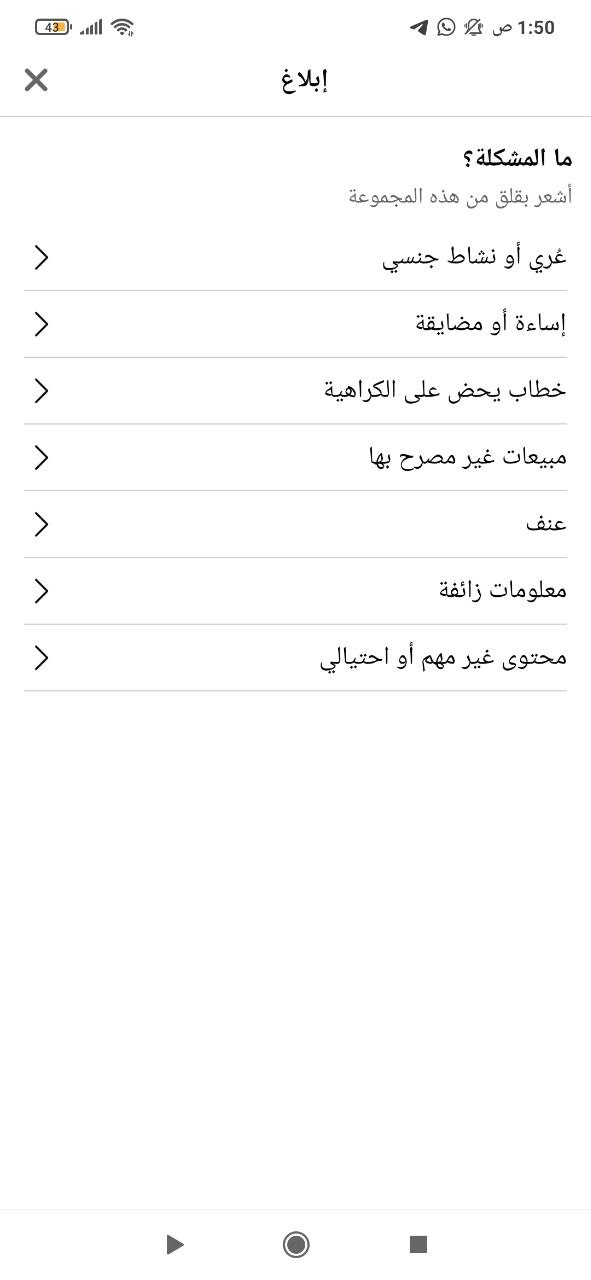 1:50 ص
43
إبلاغ
ما المشكلة؟
أشعر بقلق من هذه المجموعة
عُري أو نشاط جنسي
إساءة أو مضايقة
خطاب يحض على الكراهية
مبيعات غير مصرح بها
عنف
معلومات زائفة
محتوى غير مهم أو احتيالي